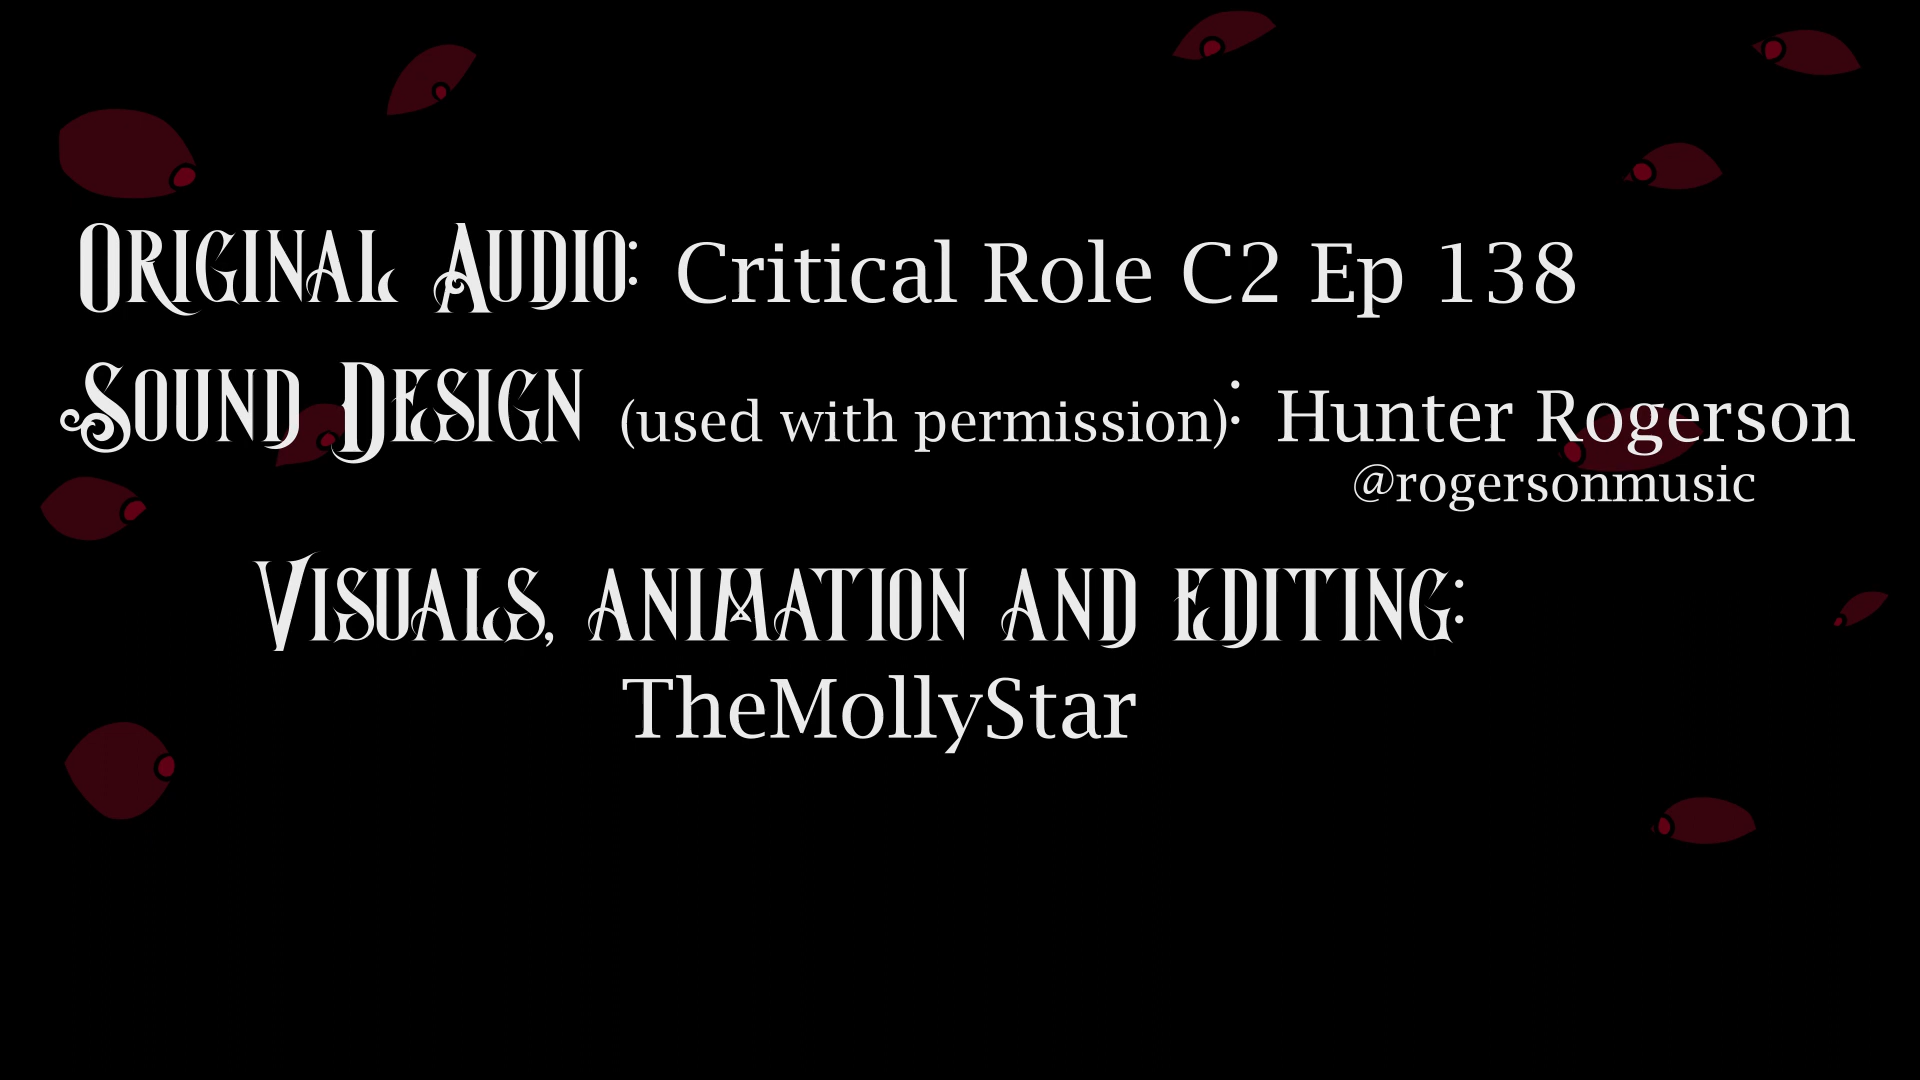 Original Audio: Critical Role C2 Ep 138
Sound Design (used with permission): Hunter Rogerson
@rogersonmusic
Visuals, animation and editing:
TheMollyStar